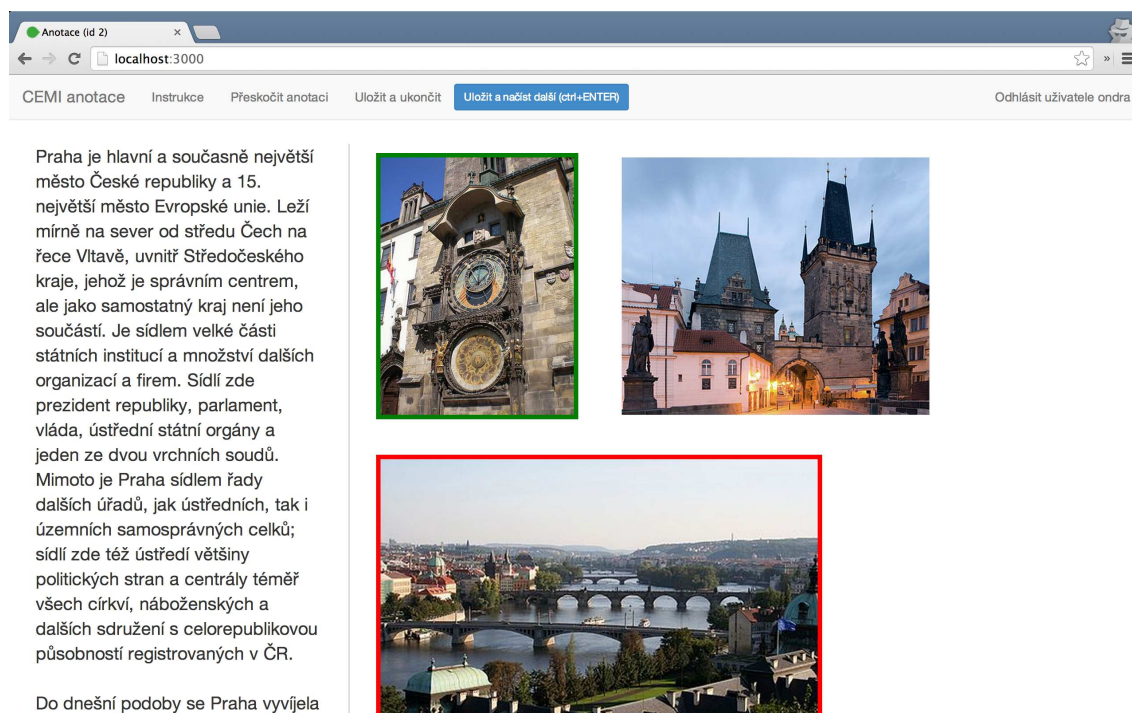 Anotace (id 2)
localhost:3000
CEMI anotace Instrukce Přeskočit anotaci Uložit a ukončit Uložit a načíst další (ctrl+ENTER) Odhlásit uživatele ondra
Praha je hlavní a současně největší
město České republiky a 15.
největší město Evropské unie. Leží
mírně na sever od středu Čech na
řece Vltavě, uvnitř Středočeského
kraje, jehož je správním centrem,
ale jako samostatný kraj není jeho
součástí. Je sídlem velké části
státních institucí a množství dalších
organizací a firem. Sídlí zde
prezident republiky, parlament,
vláda, ústřední státní orgány a
jeden ze dvou vrchních soudů.
Mimoto je Praha sídlem řady
dalších úřadů, jak ústředních, tak i
územních samosprávných celků;
sídlí zde též ústředí většiny
politických stran a centrály téměř
všech církví, náboženských a
dalších sdružení s celorepublikovou
působností registrovaných v ČR.
Do dnešní podoby se Praha vyvíjela